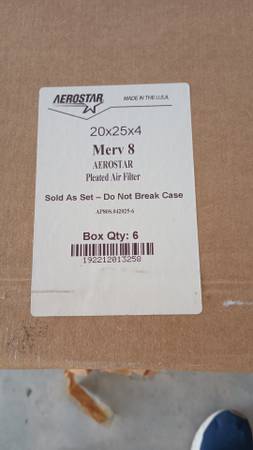 AEROSTAR
MADE IN THE U.S.A.
20x25x4
Merv 8
AEROSTAR
Pleated Air Filter
Sold As Set – Do Not Break Case
Box Qty: 6
192212013250